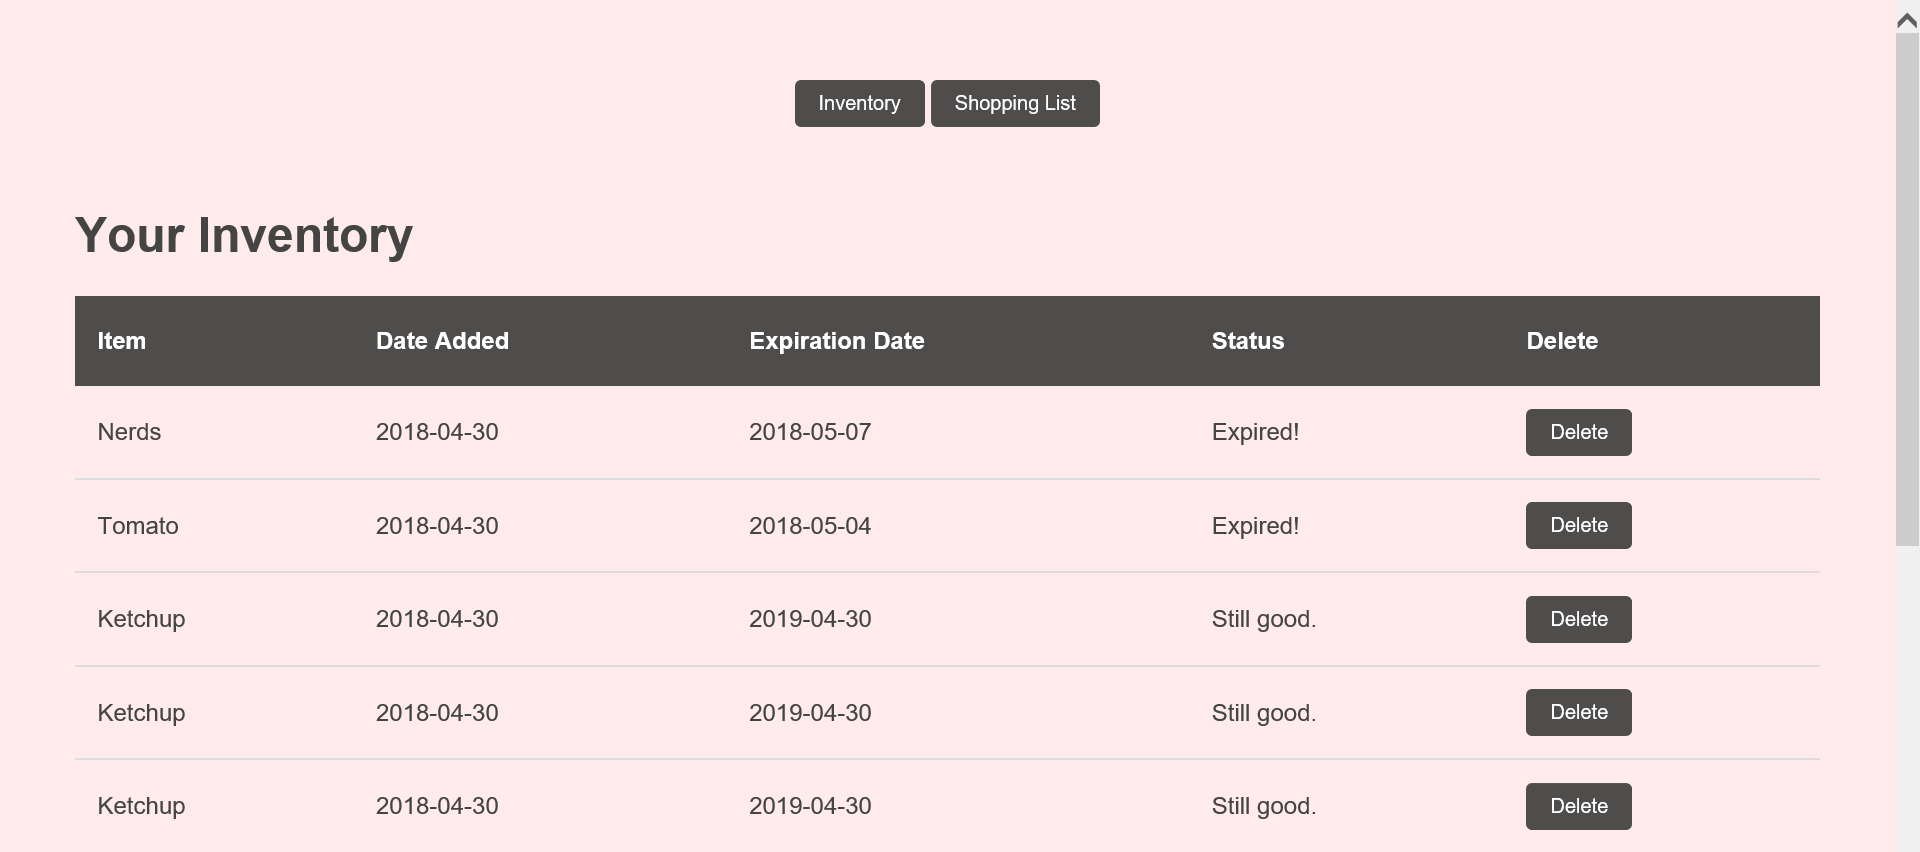 Inventory Shopping List
Your Inventory
Item Date Added Expiration Date Status Delete
Nerds 2018-04-30 2018-05-07 Expired! Delete
Tomato 2018-04-30 2018-05-04 Expired! Delete
Ketchup 2018-04-30 2019-04-30 Still good. Delete
Ketchup 2018-04-30 2019-04-30 Still good. Delete
Ketchup 2018-04-30 2019-04-30 Still good. Delete